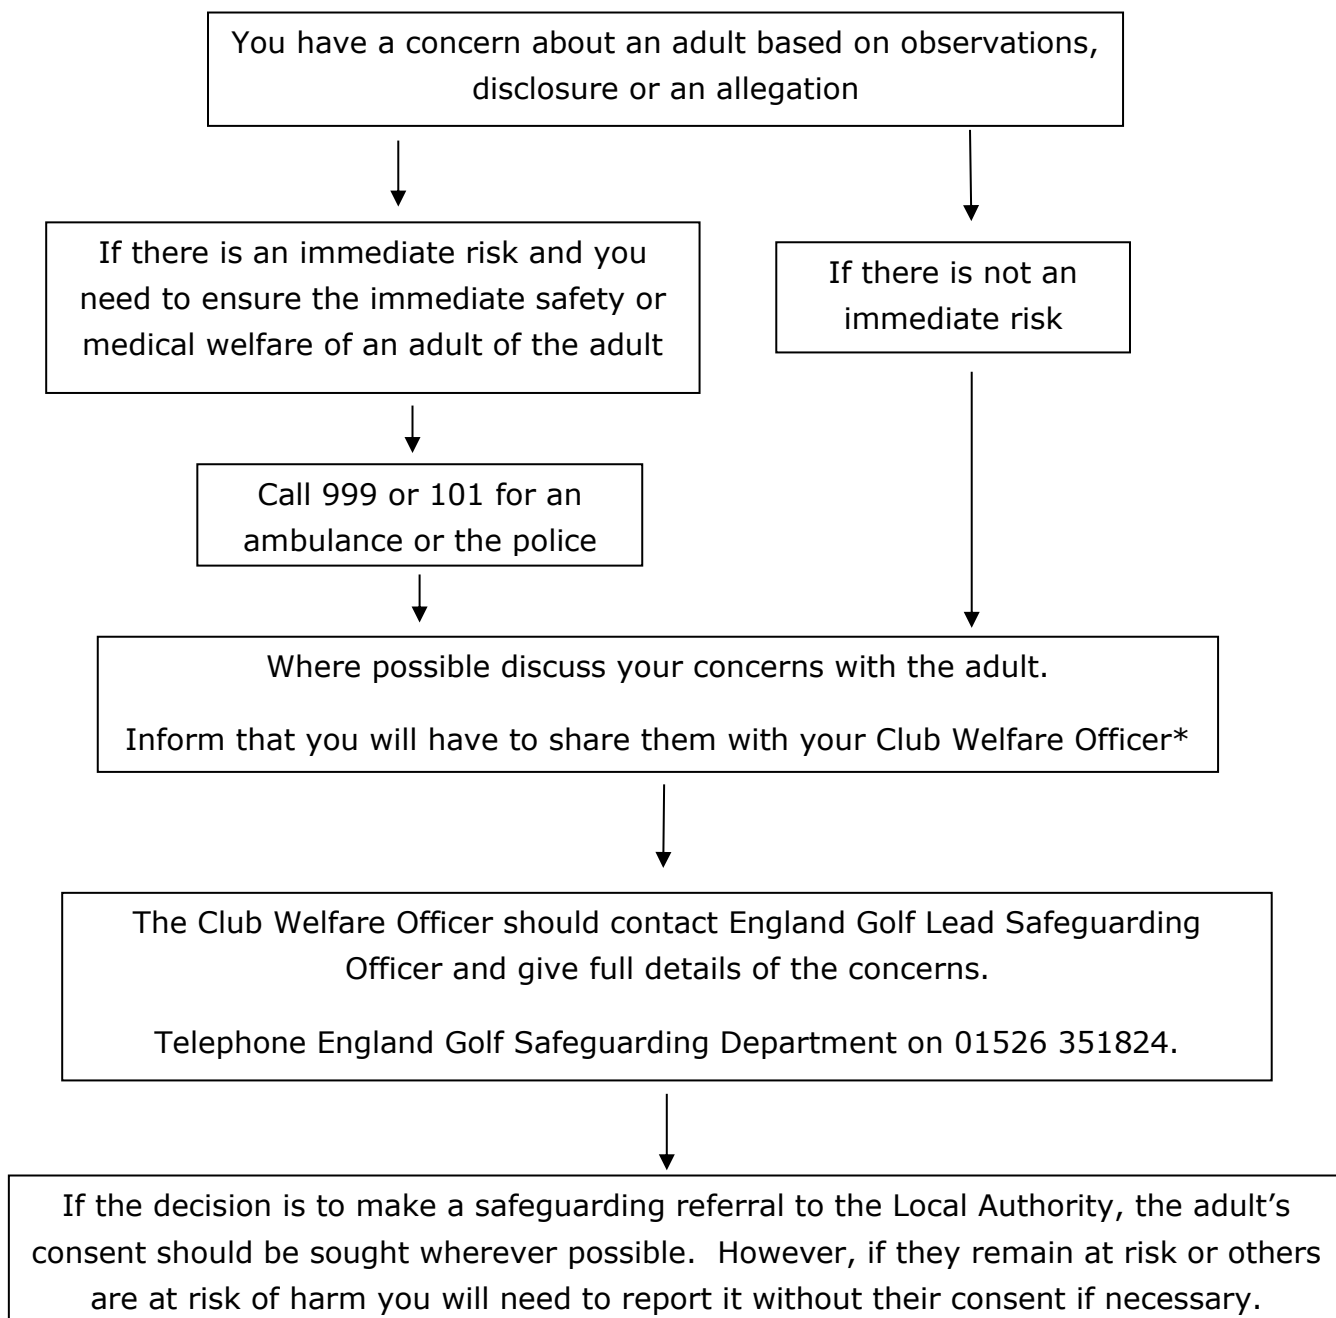 You have a concern about an adult based on observations,
disclosure or an allegation
If there is an immediate risk and you
need to ensure the immediate safety or
medical welfare of an adult of the adult
If there is not an
immediate risk
Call 999 or 101 for an
ambulance or the police
Where possible discuss your concerns with the adult.
Inform that you will have to share them with your Club Welfare Officer*
The Club Welfare Officer should contact England Golf Lead Safeguarding
Officer and give full details of the concerns.
Telephone England Golf Safeguarding Department on 01526 351824.
If the decision is to make a safeguarding referral to the Local Authority, the adult’s
consent should be sought wherever possible.  However, if they remain at risk or others
are at risk of harm you will need to report it without their consent if necessary.